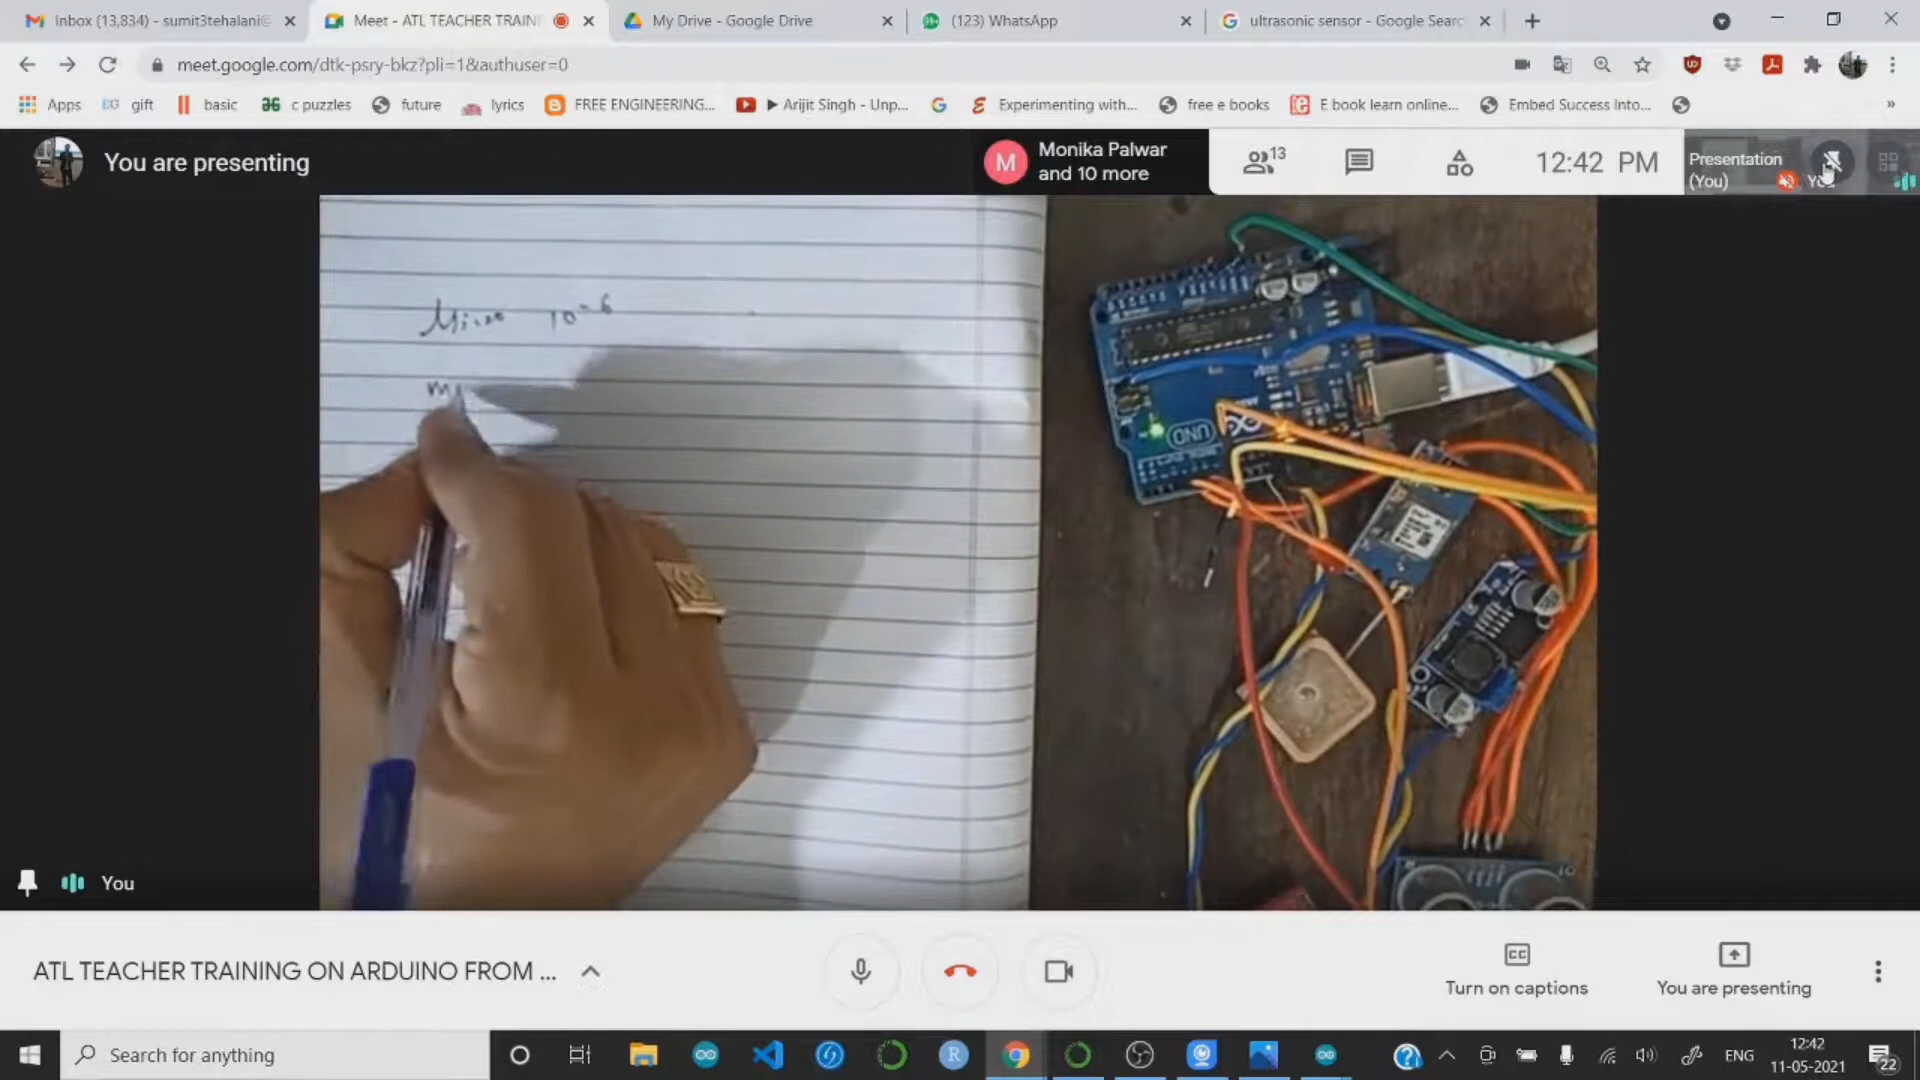 Inbox (13,834) - sumit3tehalani@
Meet - ATL TEACHER TRAINI
My Drive - Google Drive
(123) WhatsApp
ultrasonic sensor - Google Searc
meet.google.com/dtk-psry-bkz?pli=1&authuser=0
Apps
gift
basic
c puzzles
future
lyrics
FREE ENGINEERING...
▶ Arijit Singh - Unp...
Experimenting with...
free e books
E book learn online...
Embed Success Into...
»
You are presenting
M
Monika Palwar
and 10 more
13
12:42 PM
Presentation
(You)
Micro 10-6
UNO
You
ATL TEACHER TRAINING ON ARDUINO FROM ...
CC
Turn on captions
You are presenting
Search for anything
ENG
12:42
11-05-2021
22